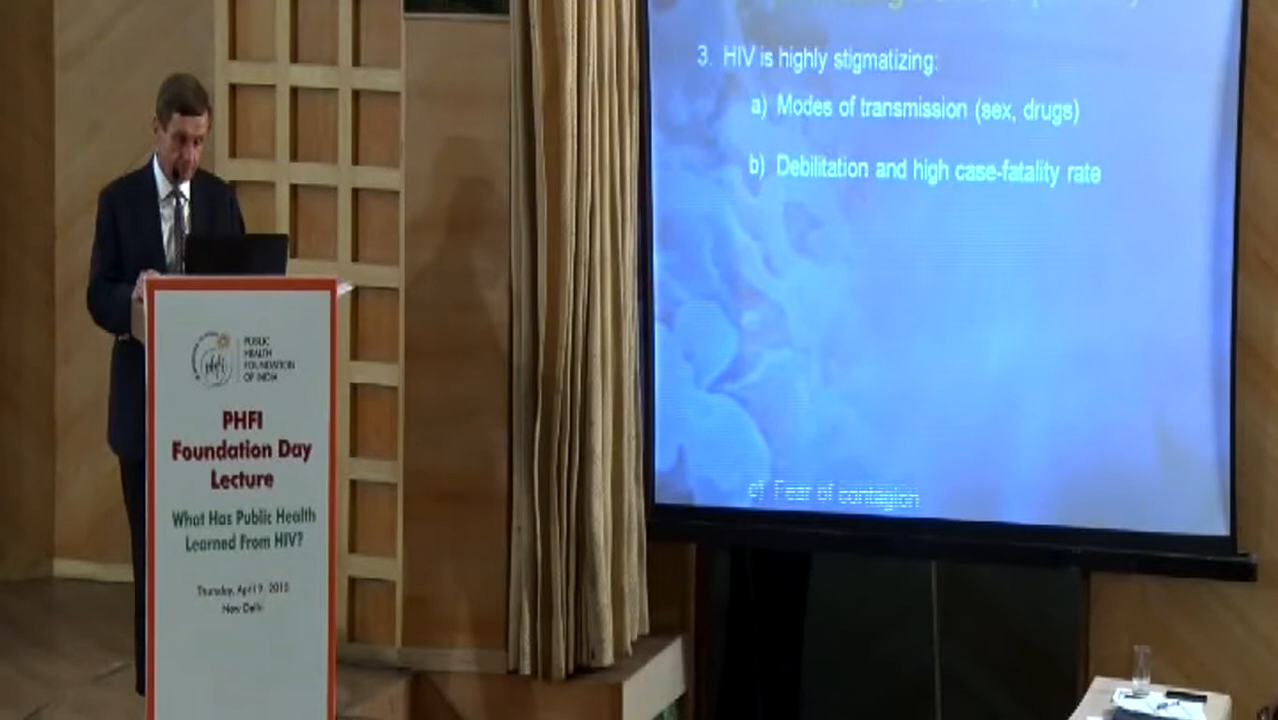 PUBLIC
HEALTH
FOUNDATION
OF INDIA
PHFI
Foundation Day
Lecture
What Has Public Health
Learned From HIV?
Thursday, April 9, 2015
New Delhi
3. HIV is highly stigmatizing:
a) Modes of transmission (sex, drugs)
b) Debilitation and high case-fatality rate
c) Fear of contagion